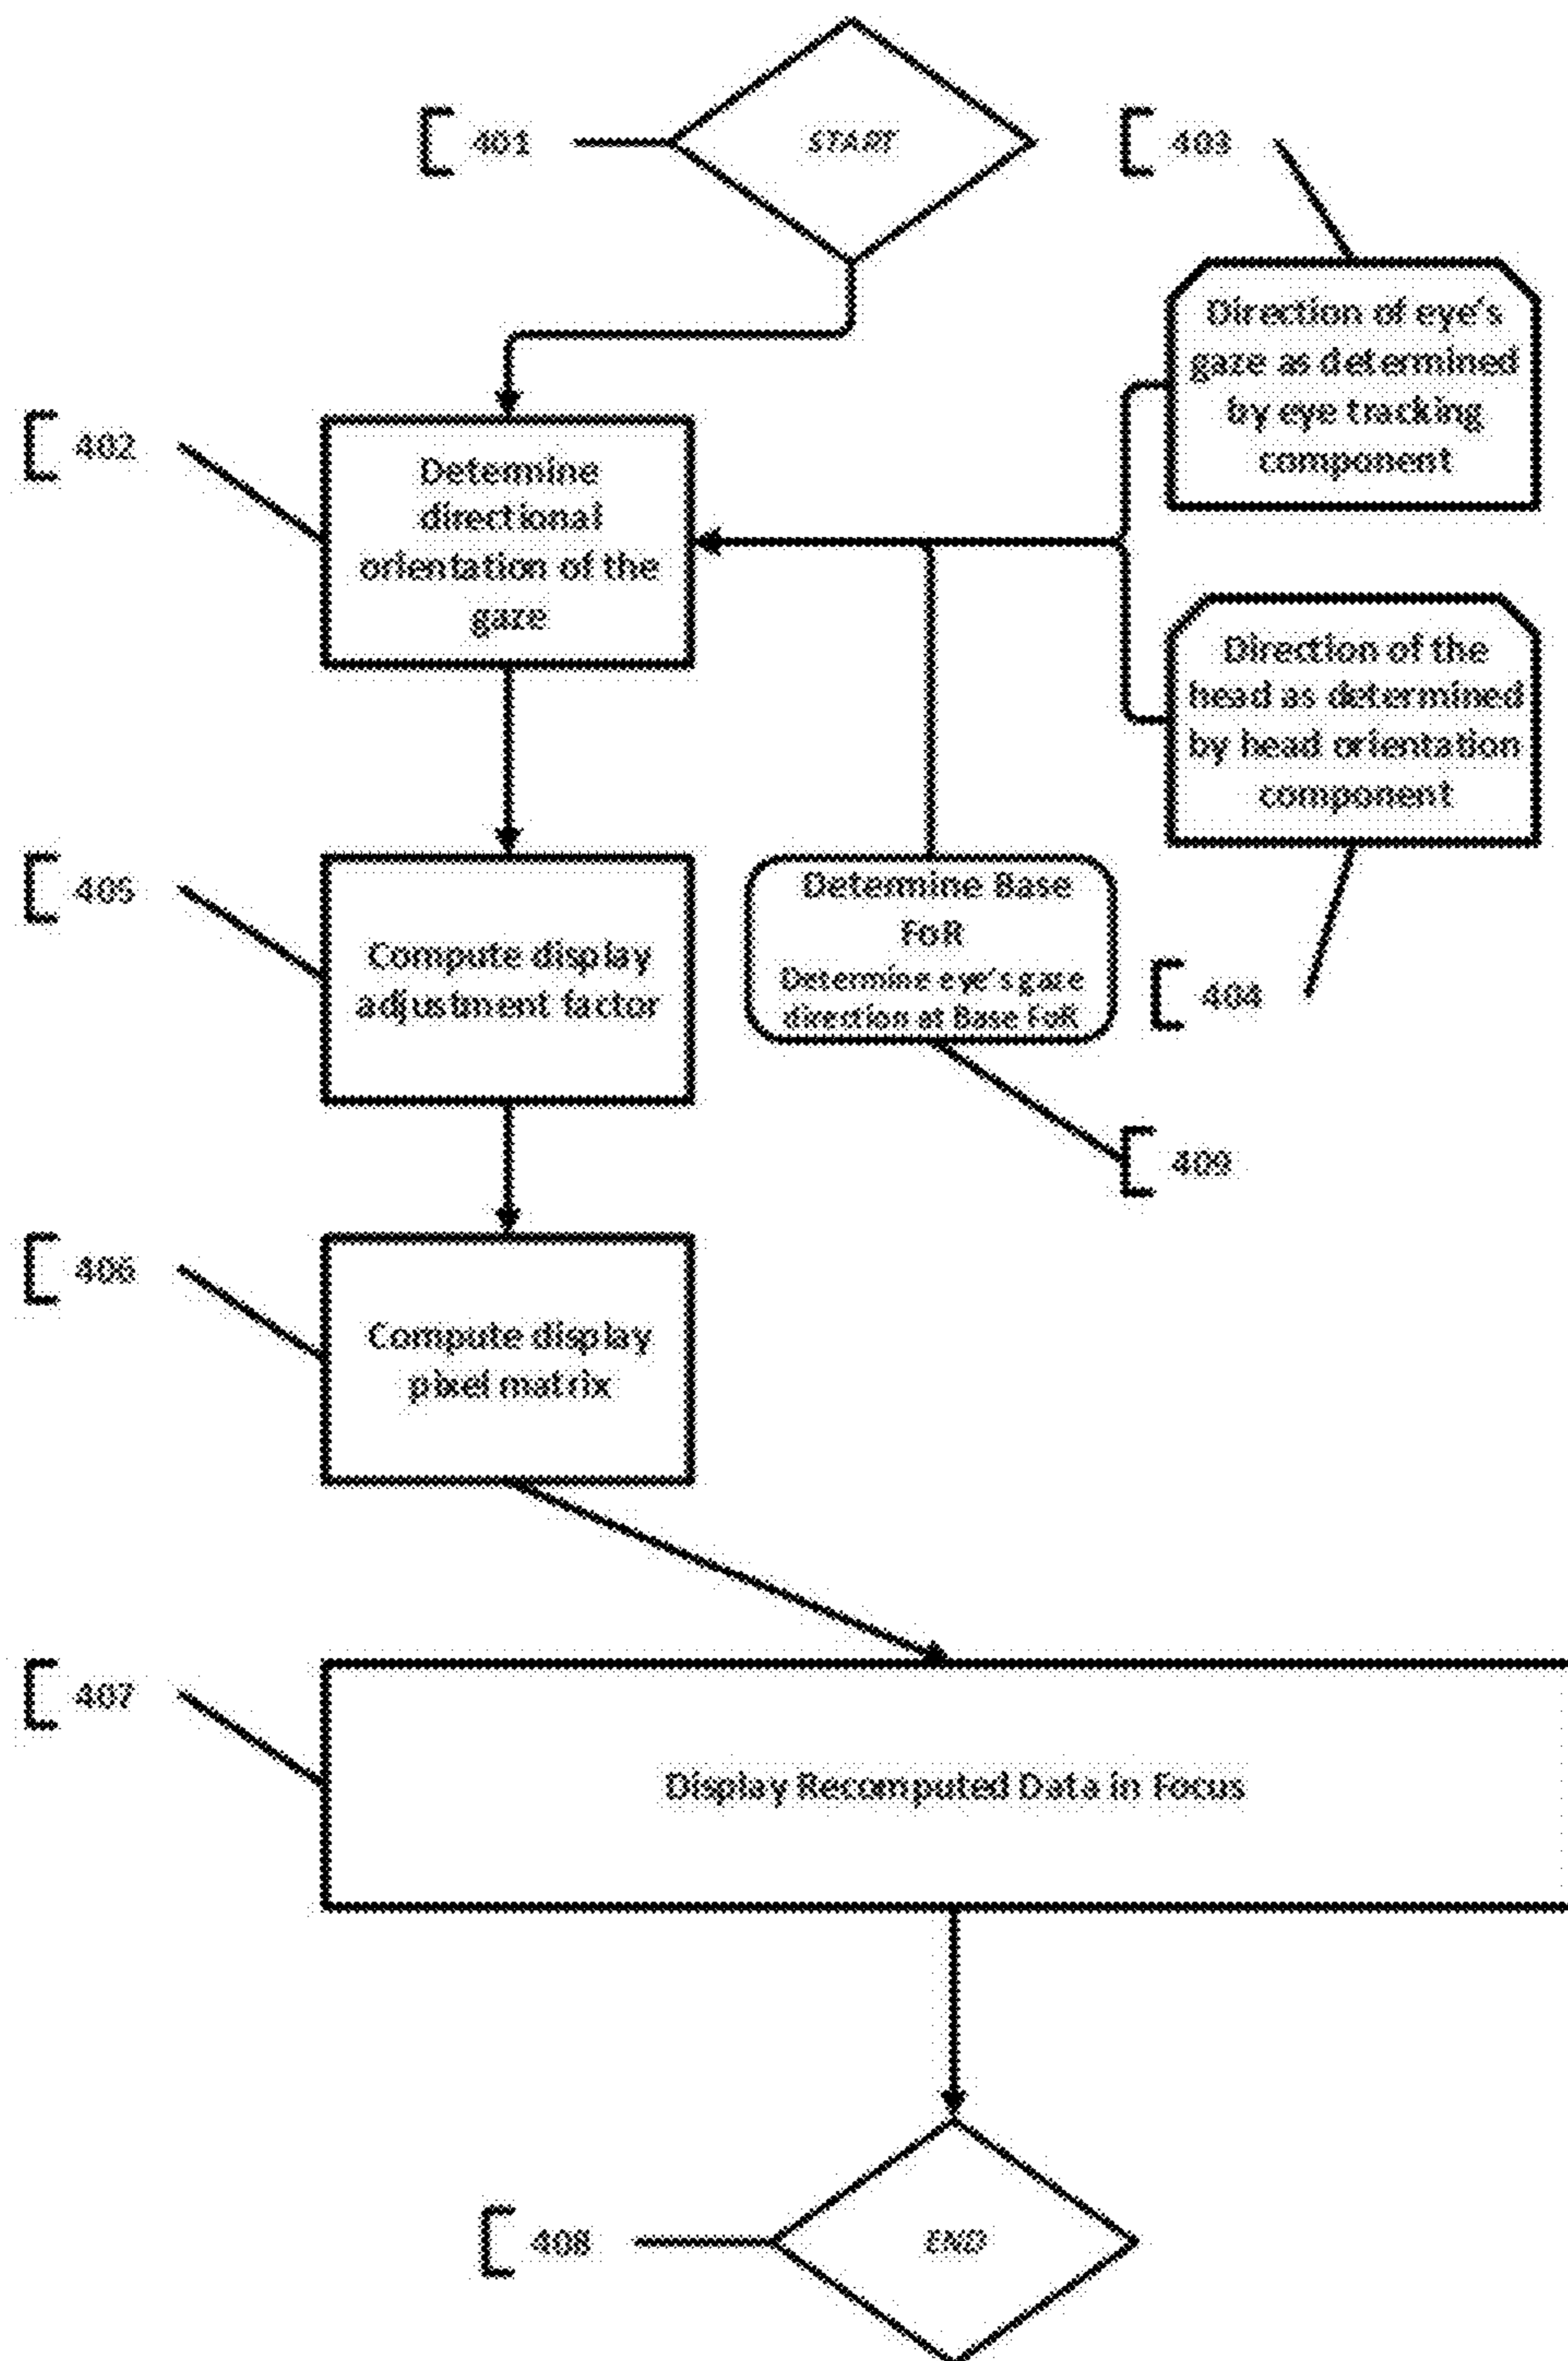 401
START
403
Direction of eye's
gaze as determined
by eye tracking
component
402
Determine
directional
orientation of the
gaze
Direction of the
head as determined
by head orientation
component
405
Compute display
adjustment factor
Determine Base
FoR
Determine eye's gaze
direction at Base FoR
404
409
406
Compute display
pixel matrix
407
Display Recomputed Data in Focus
408
END